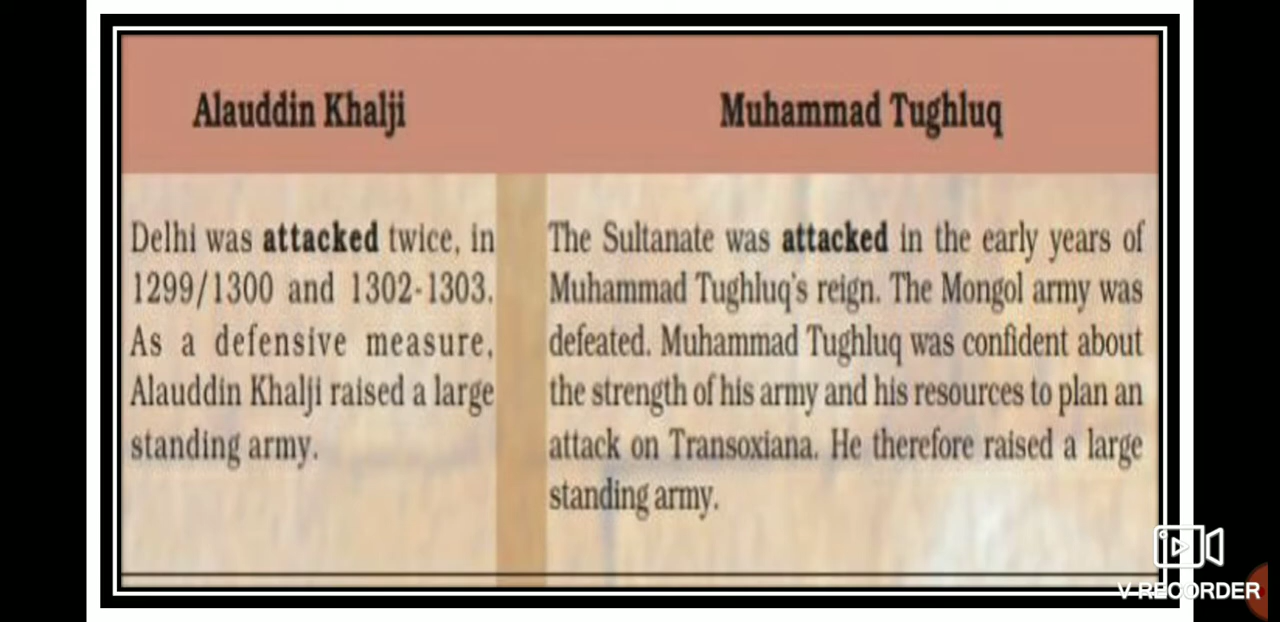 Alauddin Khalji
Delhi was attacked twice, in
1299/1300 and 1302-1303.
As a defensive measure,
Alauddin Khalji raised a large
standing army.
Muhammad Tughluq
The Sultanate was attacked in the early years of
Muhammad Tughluq's reign. The Mongol army was
defeated. Muhammad Tughluq was confident about
the strength of his army and his resources to plan an
attack on Transoxiana. He therefore raised a large
standing army.
V RECORDER